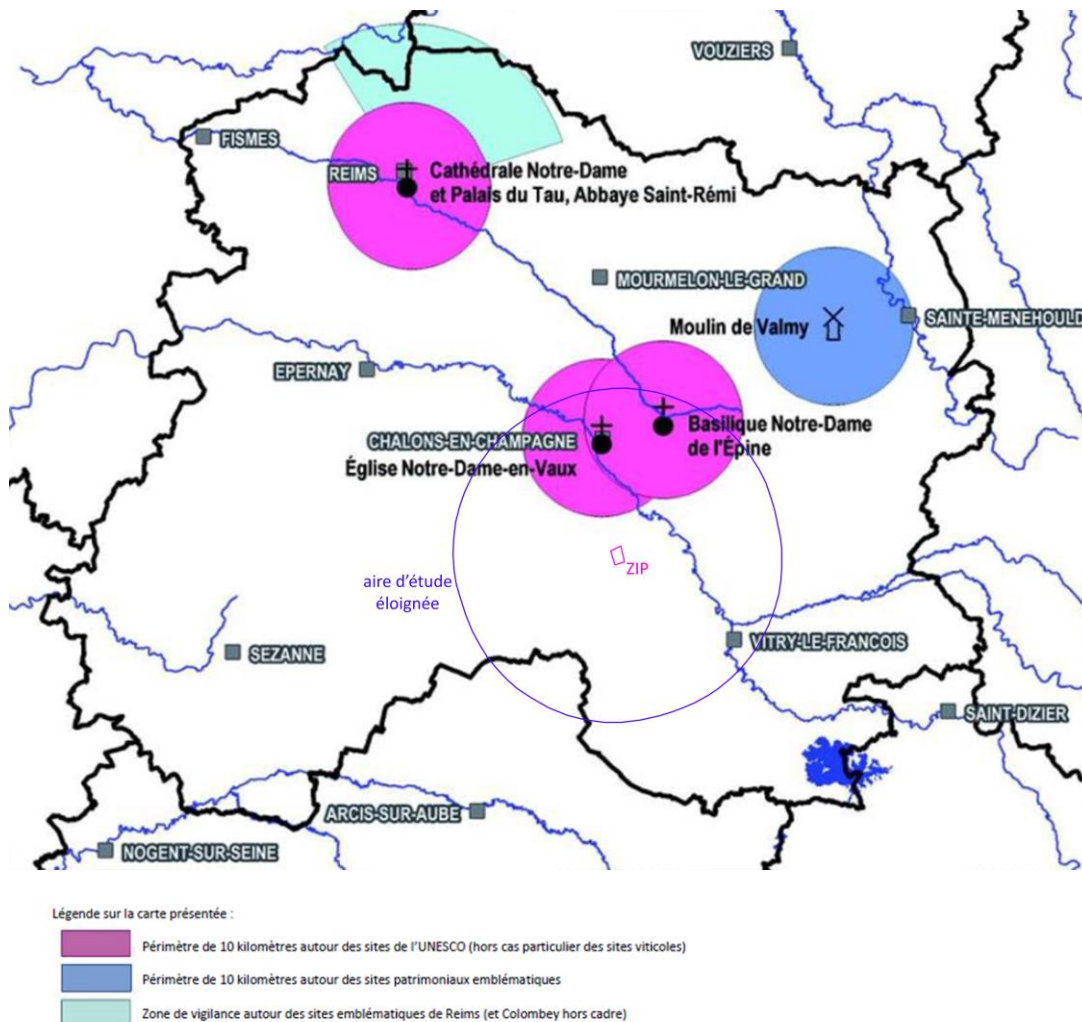 VOUZIERS
FISMES
REIMS
Cathédrale Notre-Dame
et Palais du Tau, Abbaye Saint-Rémi
MOURMELON-LE-GRAND
Moulin de Valmy
SAINTE-MENEHOULD
EPERNAY
CHALONS-EN-CHAMPAGNE
Église Notre-Dame-en-Vaux
Basilique Notre-Dame
de l'Épine
ZIP
aire d'étude
éloignée
SEZANNE
VITRY-LE-FRANCOIS
SAINT-DIZIER
ARCIS-SUR-AUBE
NOGENT-SUR-SEINE
Légende sur la carte présentée :
Périmètre de 10 kilomètres autour des sites de l'UNESCO (hors cas particulier des sites viticoles)
Périmètre de 10 kilomètres autour des sites patrimoniaux emblématiques
Zone de vigilance autour des sites emblématiques de Reims (et Colombey hors cadre)